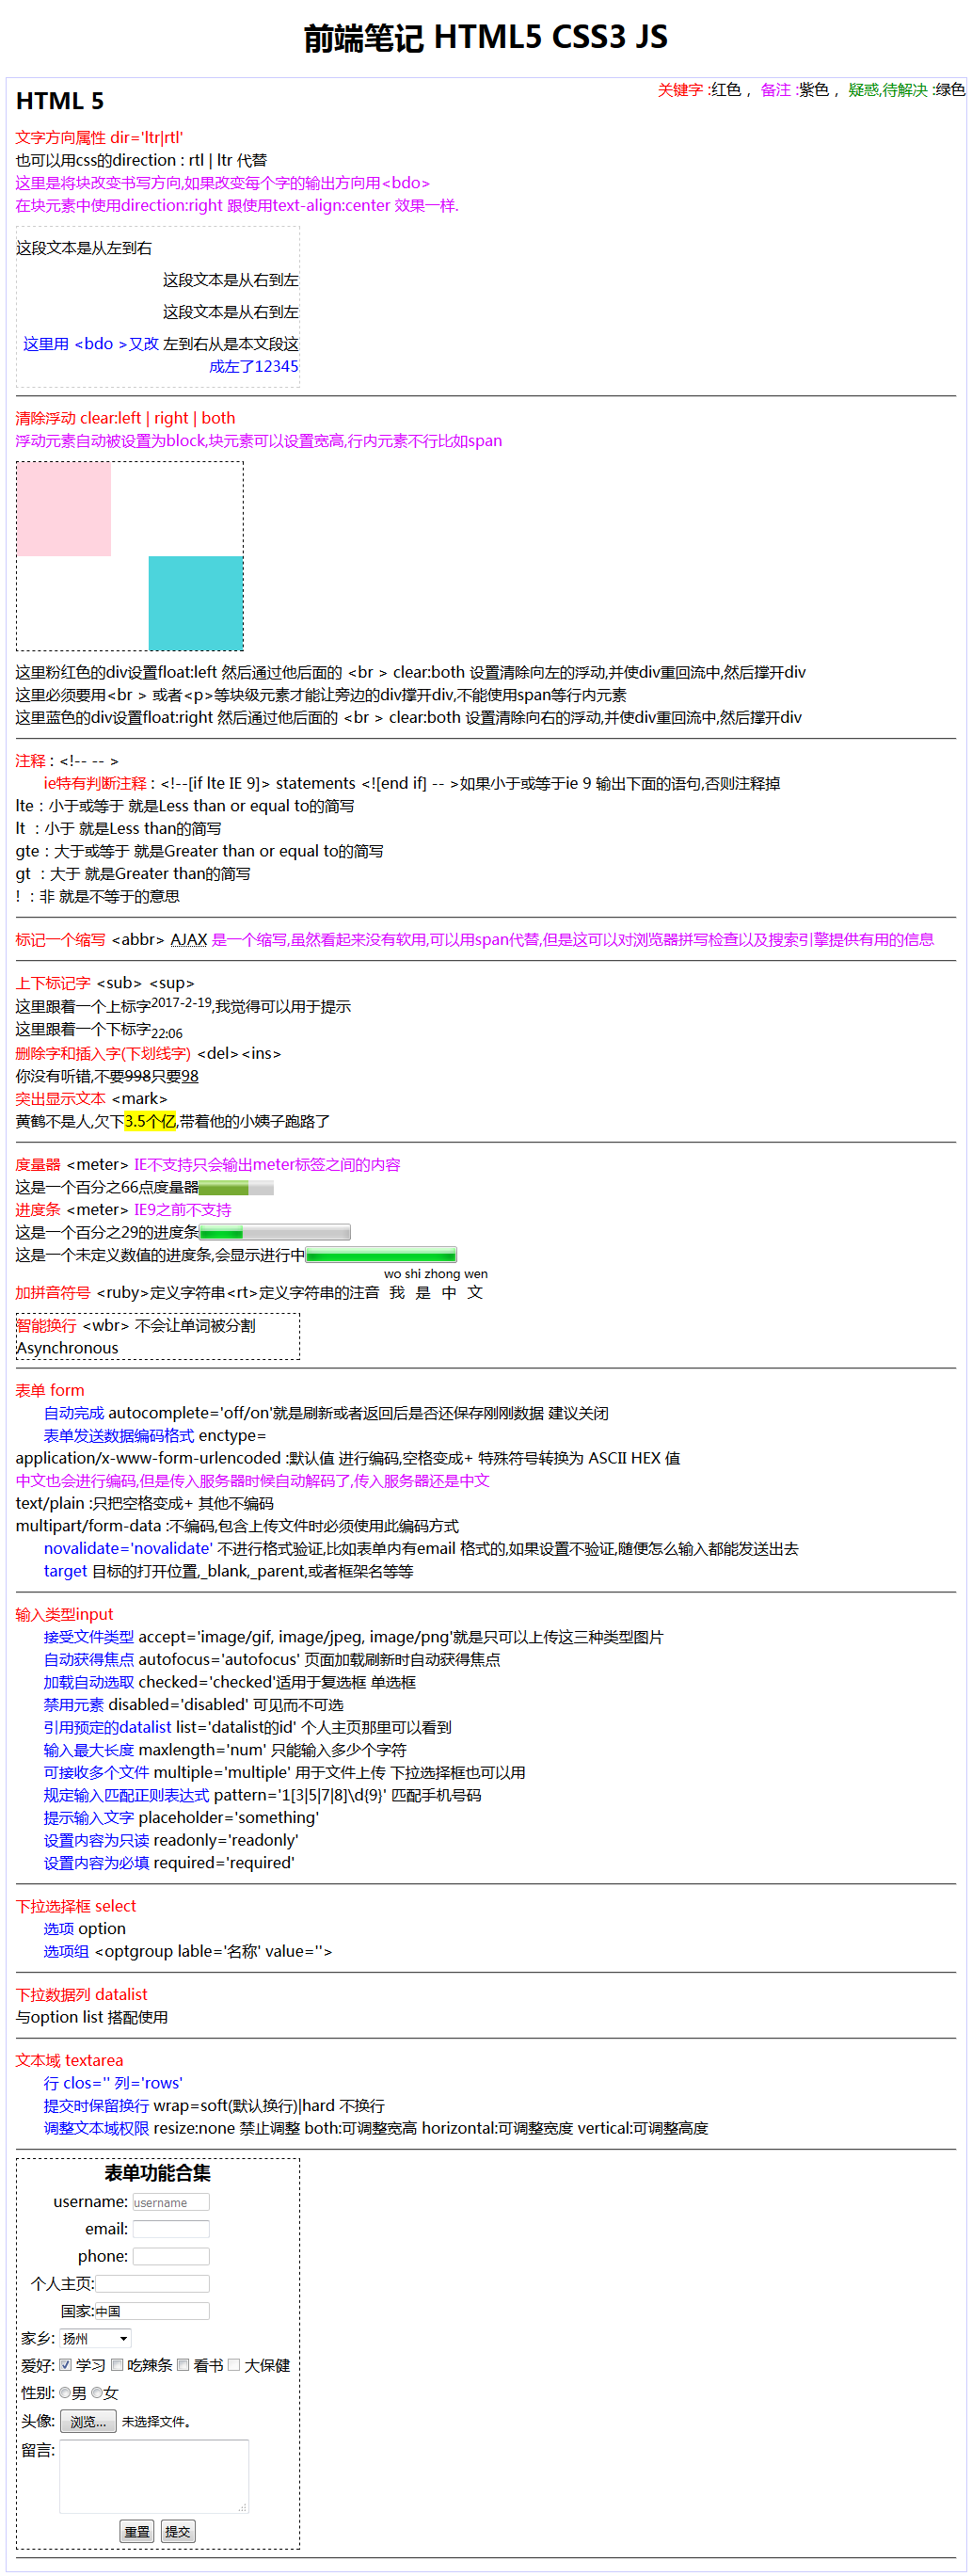 前端笔记 HTML5 CSS3 JS
关键字 :红色 , 备注 :紫色 , 疑惑,待解决 :绿色
HTML 5
文字方向属性 dir='ltr|rtl'
也可以用css的direction : rtl | ltr 代替
这里是将块改变书写方向,如果改变每个字的输出方向用<bdo>
在块元素中使用direction:right 跟使用text-align:center 效果一样.
这段文本是从左到右
这段文本是从右到左
这段文本是从右到左
这里用 <bdo >又改 左到右从是本文段这
成左了12345
清除浮动 clear:left | right | both
浮动元素自动被设置为block,块元素可以设置宽高,行内元素不行比如span
这里粉红色的div设置float:left 然后通过他后面的 <br > clear:both 设置清除向左的浮动,并使div重回流中,然后撑开div
这里必须要用<br > 或者<p>等块级元素才能让旁边的div撑开div,不能使用span等行内元素
这里蓝色的div设置float:right 然后通过他后面的 <br > clear:both 设置清除向右的浮动,并使div重回流中,然后撑开div
注释 : <!-- -- >
ie特有判断注释 : <!--[if lte IE 9]> statements <![end if] -- >如果小于或等于ie 9 输出下面的语句,否则注释掉
lte : 小于或等于 就是Less than or equal to的简写
lt : 小于 就是Less than的简写
gte : 大于或等于 就是Greater than or equal to的简写
gt : 大于 就是Greater than的简写
! : 非 就是不等于的意思
标记一个缩写 <abbr> AJAX 是一个缩写,虽然看起来没有软用,可以用span代替,但是这可以对浏览器拼写检查以及搜索引擎提供有用的信息
上下标记字 <sub> <sup>
这里跟着一个上标字2017-2-19,我觉得可以用于提示
这里跟着一个下标字22:06
删除字和插入字(下划线字) <del><ins>
你没有听错,不要998只要98
突出显示文本 <mark>
黄鹤不是人,欠下3.5个亿,带着他的小姨子跑路了
度量器 <meter> IE不支持只会输出meter标签之间的内容
这是一个百分之66点度量器
进度条 <meter> IE9之前不支持
这是一个百分之29的进度条
这是一个未定义数值的进度条,会显示进行中
wo shi zhong wen
加拼音符号 <ruby>定义字符串<rt>定义字符串的注音 我 是 中 文
智能换行 <wbr> 不会让单词被分割
Asynchronous
表单 form
自动完成 autocomplete='off/on'就是刷新或者返回后是否还保存刚刚数据 建议关闭
表单发送数据编码格式 enctype=
application/x-www-form-urlencoded :默认值 进行编码,空格变成+ 特殊符号转换为 ASCII HEX 值
中文也会进行编码,但是传入服务器时候自动解码了,传入服务器还是中文
text/plain :只把空格变成+ 其他不编码
multipart/form-data :不编码,包含上传文件时必须使用此编码方式
novalidate='novalidate' 不进行格式验证,比如表单内有email 格式的,如果设置不验证,随便怎么输入都能发送出去
target 目标的打开位置,_blank,_parent,或者框架名等等
输入类型input
接受文件类型 accept='image/gif, image/jpeg, image/png'就是只可以上传这三种类型图片
自动获得焦点 autofocus='autofocus' 页面加载刷新时自动获得焦点
加载自动选取 checked='checked'适用于复选框 单选框
禁用元素 disabled='disabled' 可见而不可选
引用预定的datalist list='datalist的id' 个人主页那里可以看到
输入最大长度 maxlength='num' 只能输入多少个字符
可接收多个文件 multiple='multiple' 用于文件上传 下拉选择框也可以用
规定输入匹配正则表达式 pattern='1[3|5|7|8]\d{9}' 匹配手机号码
提示输入文字 placeholder='something'
设置内容为只读 readonly='readonly'
设置内容为必填 required='required'
下拉选择框 select
选项 option
选项组 <optgroup lable='名称' value=''>
下拉数据列 datalist
与option list 搭配使用
文本域 textarea
行 clos='' 列='rows'
提交时保留换行 wrap=soft(默认换行)|hard 不换行
调整文本域权限 resize:none 禁止调整 both:可调整宽高 horizontal:可调整宽度 vertical:可调整高度
表单功能合集
username: username
email:
phone:
个人主页:
国家:中国
家乡: 扬州
爱好: 学习 吃辣条 看书 大保健
性别: 男 女
头像: 浏览... 未选择文件。
留言:
重置 提交